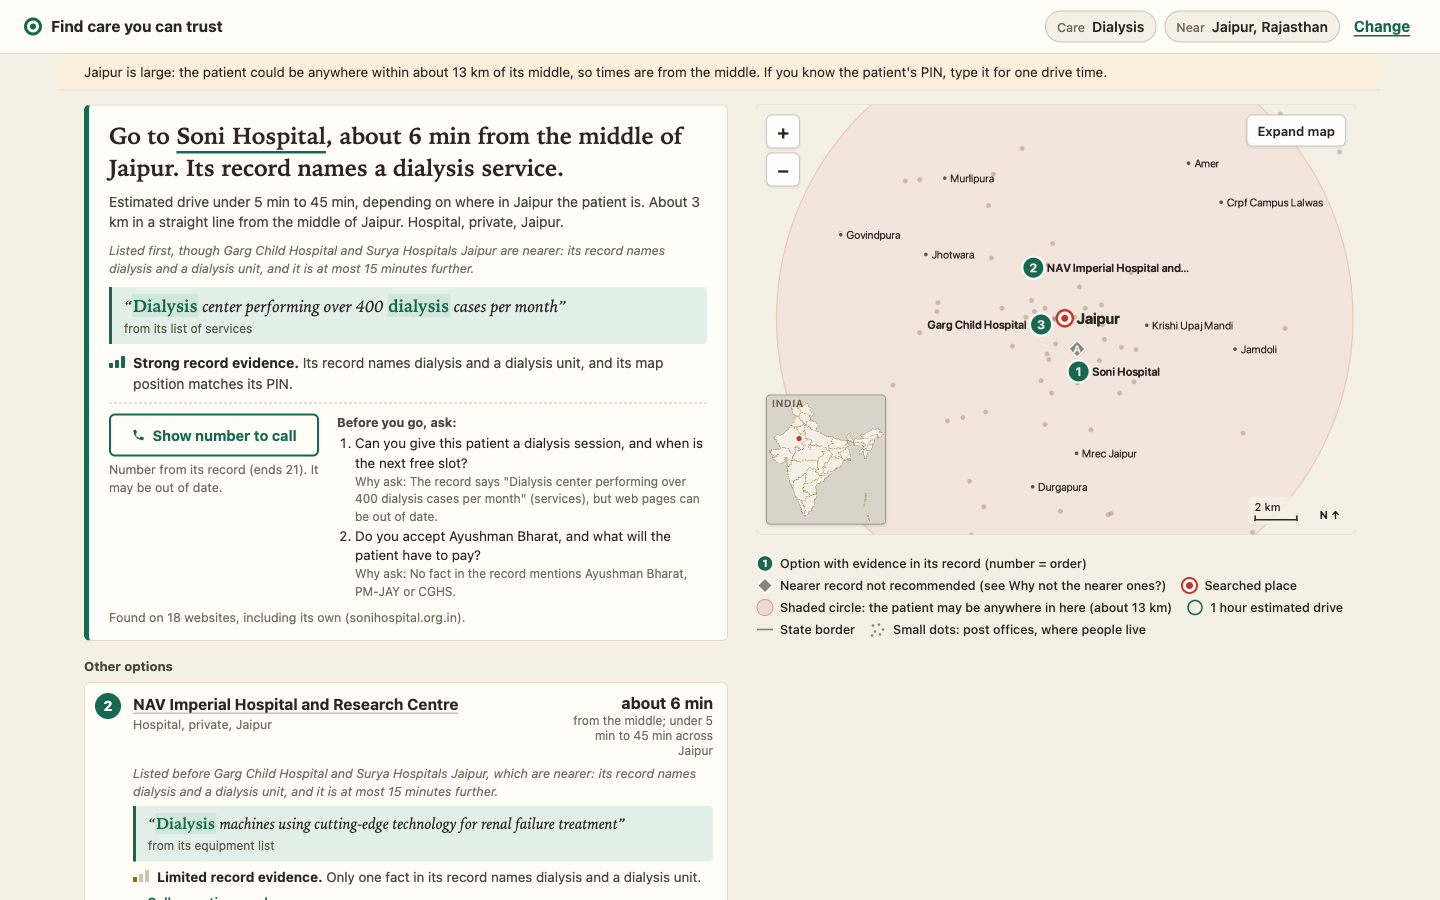 Find care you can trust
Care Dialysis
Near Jaipur, Rajasthan
Change
Jaipur is large: the patient could be anywhere within about 13 km of its middle, so times are from the middle. If you know the patient's PIN, type it for one drive time.
Go to Soni Hospital, about 6 min from the middle of
Jaipur. Its record names a dialysis service.
Estimated drive under 5 min to 45 min, depending on where in Jaipur the patient is. About 3
km in a straight line from the middle of Jaipur. Hospital, private, Jaipur.
Listed first, though Garg Child Hospital and Surya Hospitals Jaipur are nearer: its record names
dialysis and a dialysis unit, and it is at most 15 minutes further.
“Dialysis center performing over 400 dialysis cases per month”
from its list of services
Strong record evidence. Its record names dialysis and a dialysis unit, and its map
position matches its PIN.
Show number to call
Number from its record (ends 21). It
may be out of date.
Before you go, ask:
1. Can you give this patient a dialysis session, and when is
the next free slot?
Why ask: The record says "Dialysis center performing over
400 dialysis cases per month" (services), but web pages can
be out of date.
2. Do you accept Ayushman Bharat, and what will the
patient have to pay?
Why ask: No fact in the record mentions Ayushman Bharat,
PM-JAY or CGHS.
Found on 18 websites, including its own (sonihospital.org.in).
Other options
2
NAV Imperial Hospital and Research Centre
Hospital, private, Jaipur
about 6 min
from the middle; under 5
min to 45 min across
Jaipur
Listed before Garg Child Hospital and Surya Hospitals Jaipur, which are nearer: its record names
dialysis and a dialysis unit, and it is at most 15 minutes further.
“Dialysis machines using cutting-edge technology for renal failure treatment”
from its equipment list
Limited record evidence. Only one fact in its record names dialysis and a dialysis unit.
+
−
Expand map
Amer
Murlipura
Crpf Campus Lalwas
Govindpura
Jhotwara
2 NAV Imperial Hospital and...
Garg Child Hospital 3
Jaipur
Krishi Upaj Mandi
A
Jamdoli
1 Soni Hospital
INDIA
Mrec Jaipur
Durgapura
2 km
N ↑
1 Option with evidence in its record (number = order)
Nearer record not recommended (see Why not the nearer ones?)
Searched place
Shaded circle: the patient may be anywhere in here (about 13 km)
1 hour estimated drive
State border
Small dots: post offices, where people live